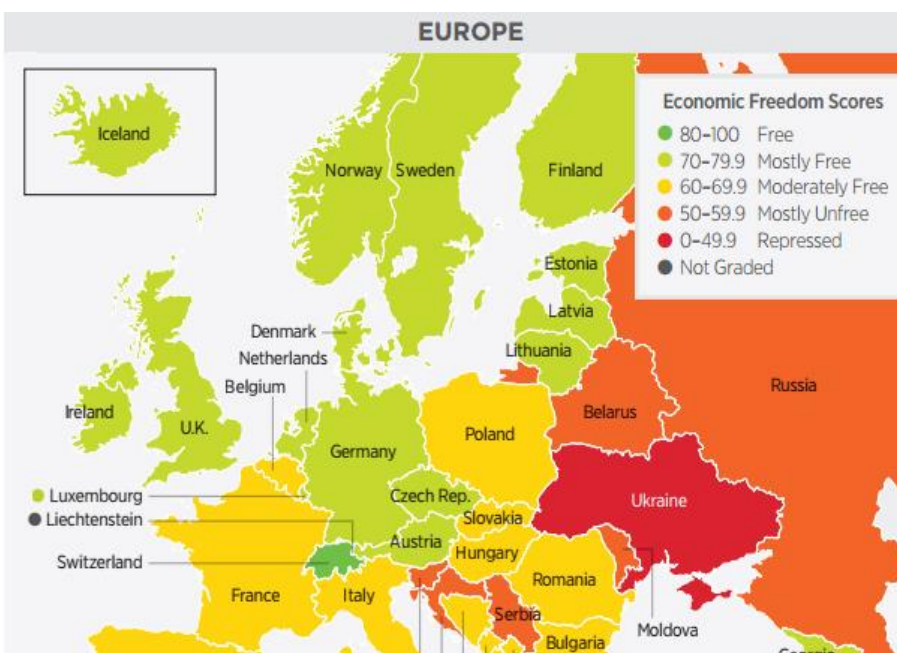 EUROPE
Iceland
Economic Freedom Scores
80–100 Free
70–79.9 Mostly Free
60–69.9 Moderately Free
50–59.9 Mostly Unfree
0–49.9 Repressed
Not Graded
Norway
Sweden
Finland
Estonia
Latvia
Lithuania
Denmark
Netherlands
Belgium
Russia
Ireland
U.K.
Belarus
Poland
Germany
Luxembourg
Czech Rep.
Ukraine
Liechtenstein
Slovakia
Austria
Hungary
Switzerland
Romania
France
Italy
Serbia
Moldova
Bulgaria